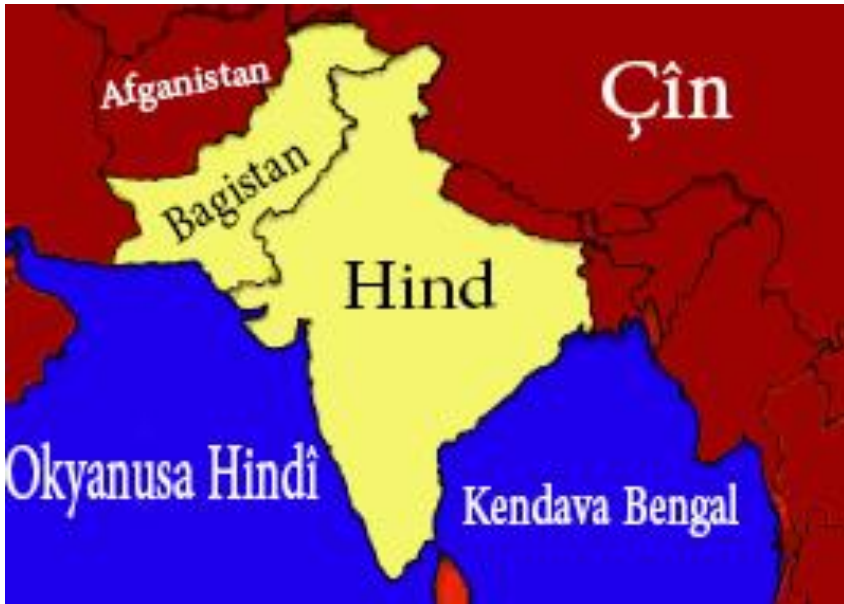 Afganistan
Çîn
Bagistan
Hind
Okyanusa Hindî
Kendava Bengal